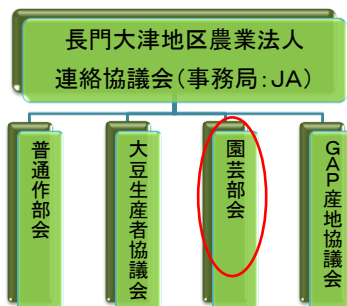 長門大津地区農業法人
連絡協議会(事務局:JA)
普通作部会
大豆生産者協議会
園芸部会
GAP産地協議会